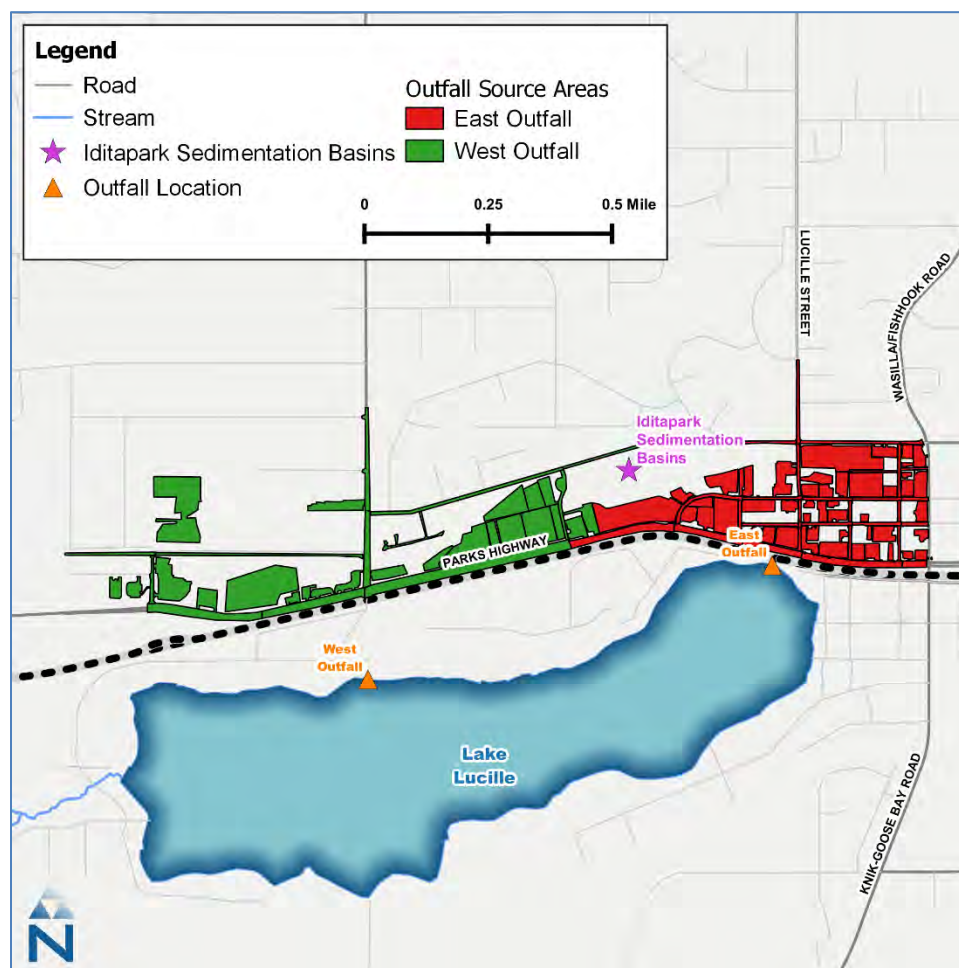 Legend
Road
Stream
Iditapark Sedimentation Basins
Outfall Location
Outfall Source Areas
East Outfall
West Outfall
0 0.25 0.5 Mile
LUCILLE STREET
WASILLA/FISHHOOK ROAD
Iditapark
Sedimentation
Basins
PARKS HIGHWAY
East
Outfall
West
Outfall
Lake
Lucille
KNIK-GOOSE BAY ROAD
N